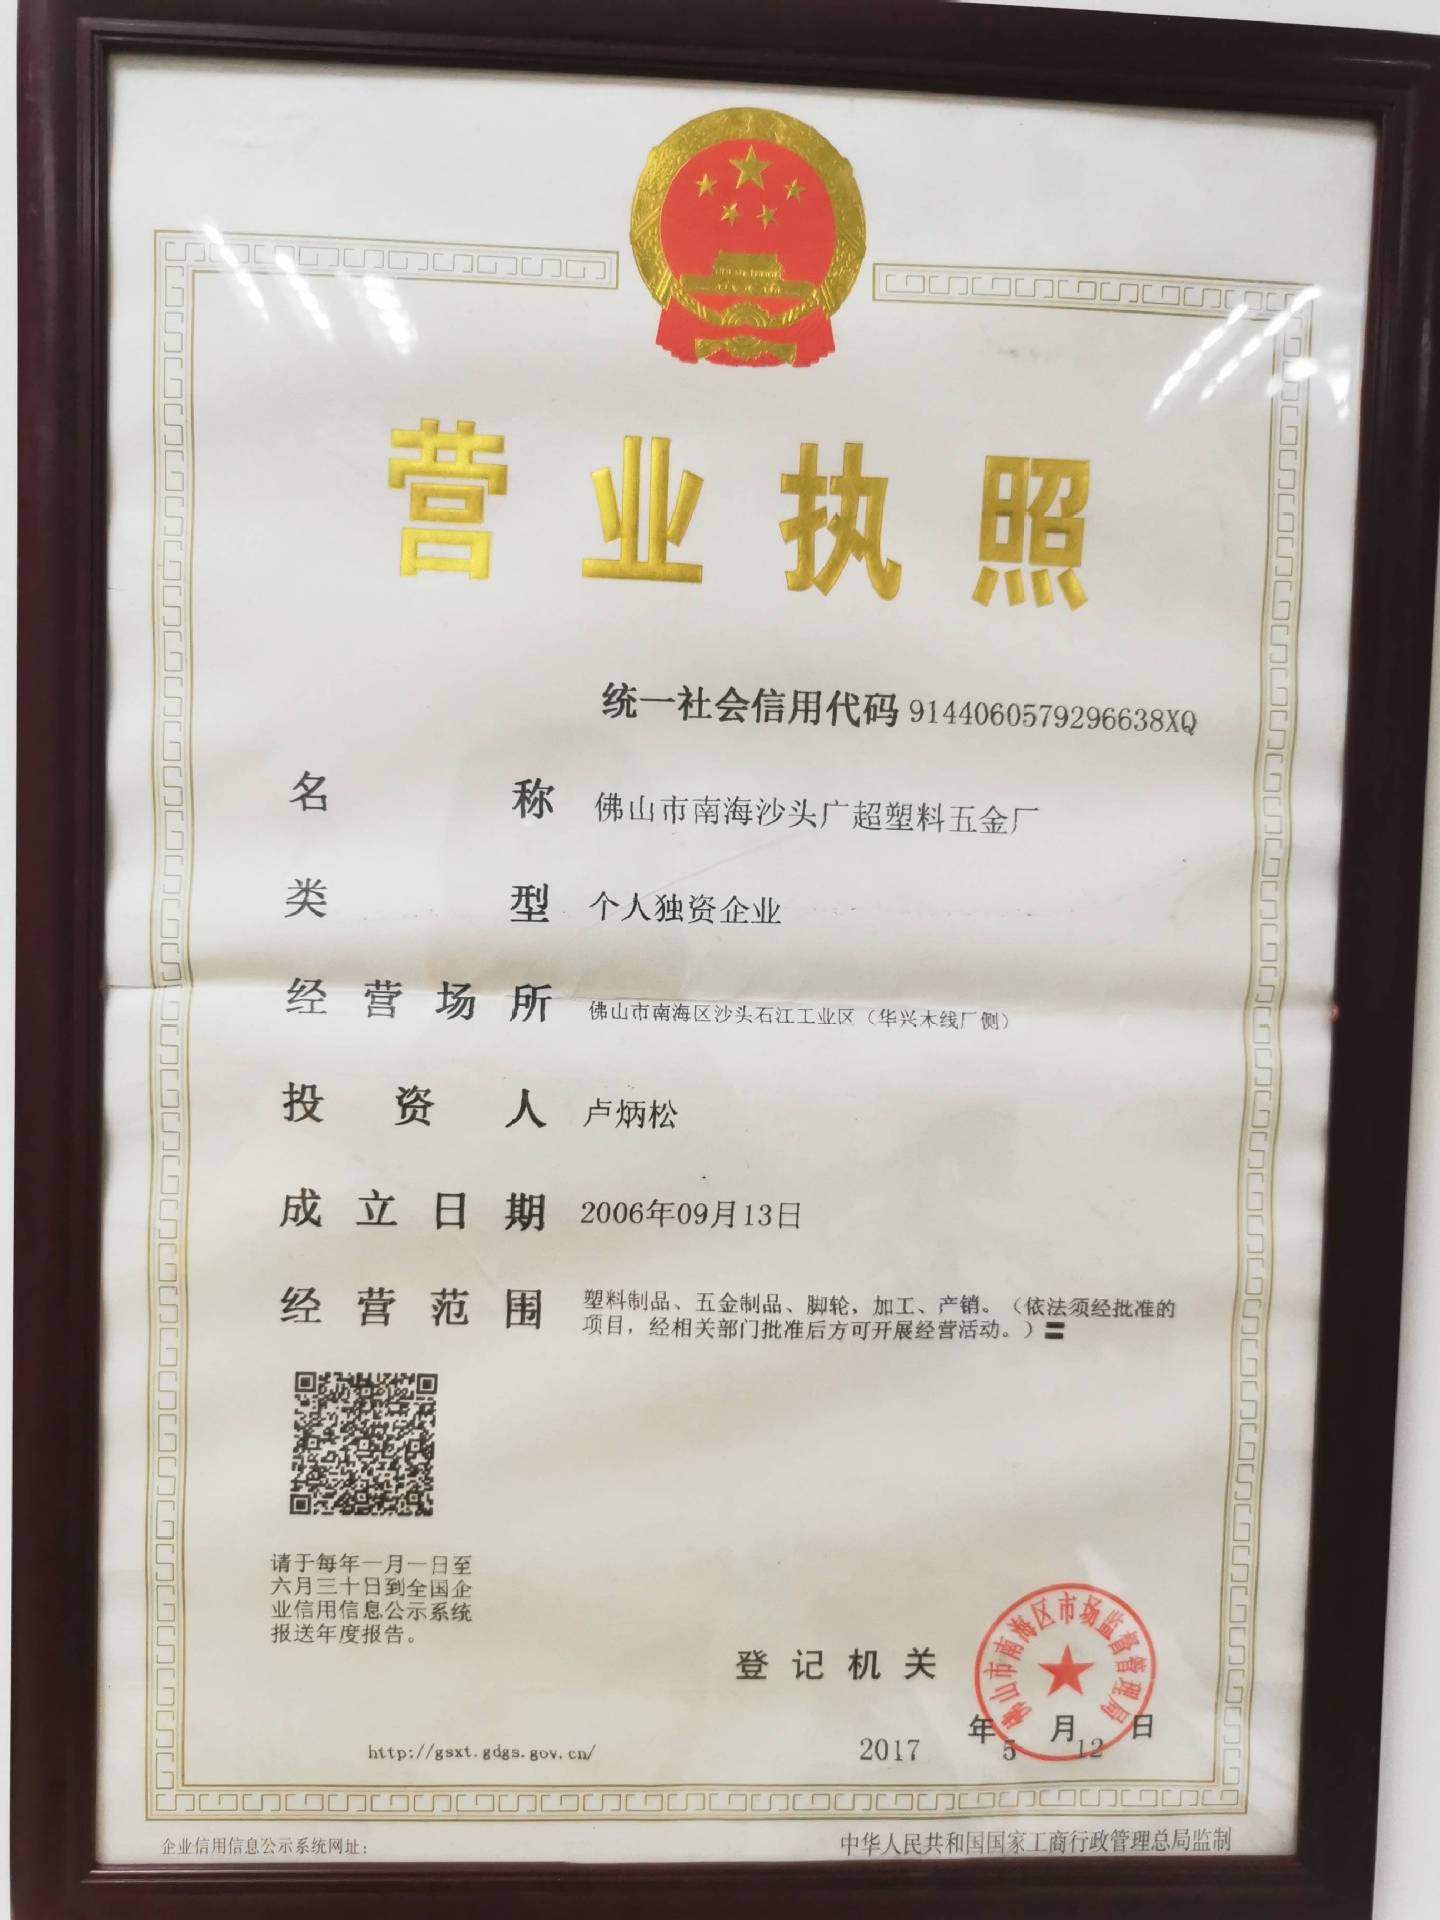 营业执照
统一社会信用代码 9144060579296638XQ
名称 佛山市南海沙头广超塑料五金厂
类型 个人独资企业
经营场所 佛山市南海区沙头石江工业区（华兴木线厂侧）
投资人 卢炳松
成立日期 2006年09月13日
经营范围 塑料制品、五金制品、脚轮，加工、产销。（依法须经批准的
项目，经相关部门批准后方可开展经营活动。）〓
请于每年一月一日至
六月三十日到全国企
业信用信息公示系统
报送年度报告。
登记机关
佛山市南海区市场监督管理局
2017年5月12日
http://gsxt.gdgs.gov.cn/
企业信用信息公示系统网址：
中华人民共和国国家工商行政管理总局监制